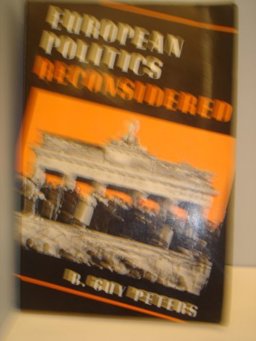 EUROPEAN
POLITICS
RECONSIDERED
B. GUY PETERS